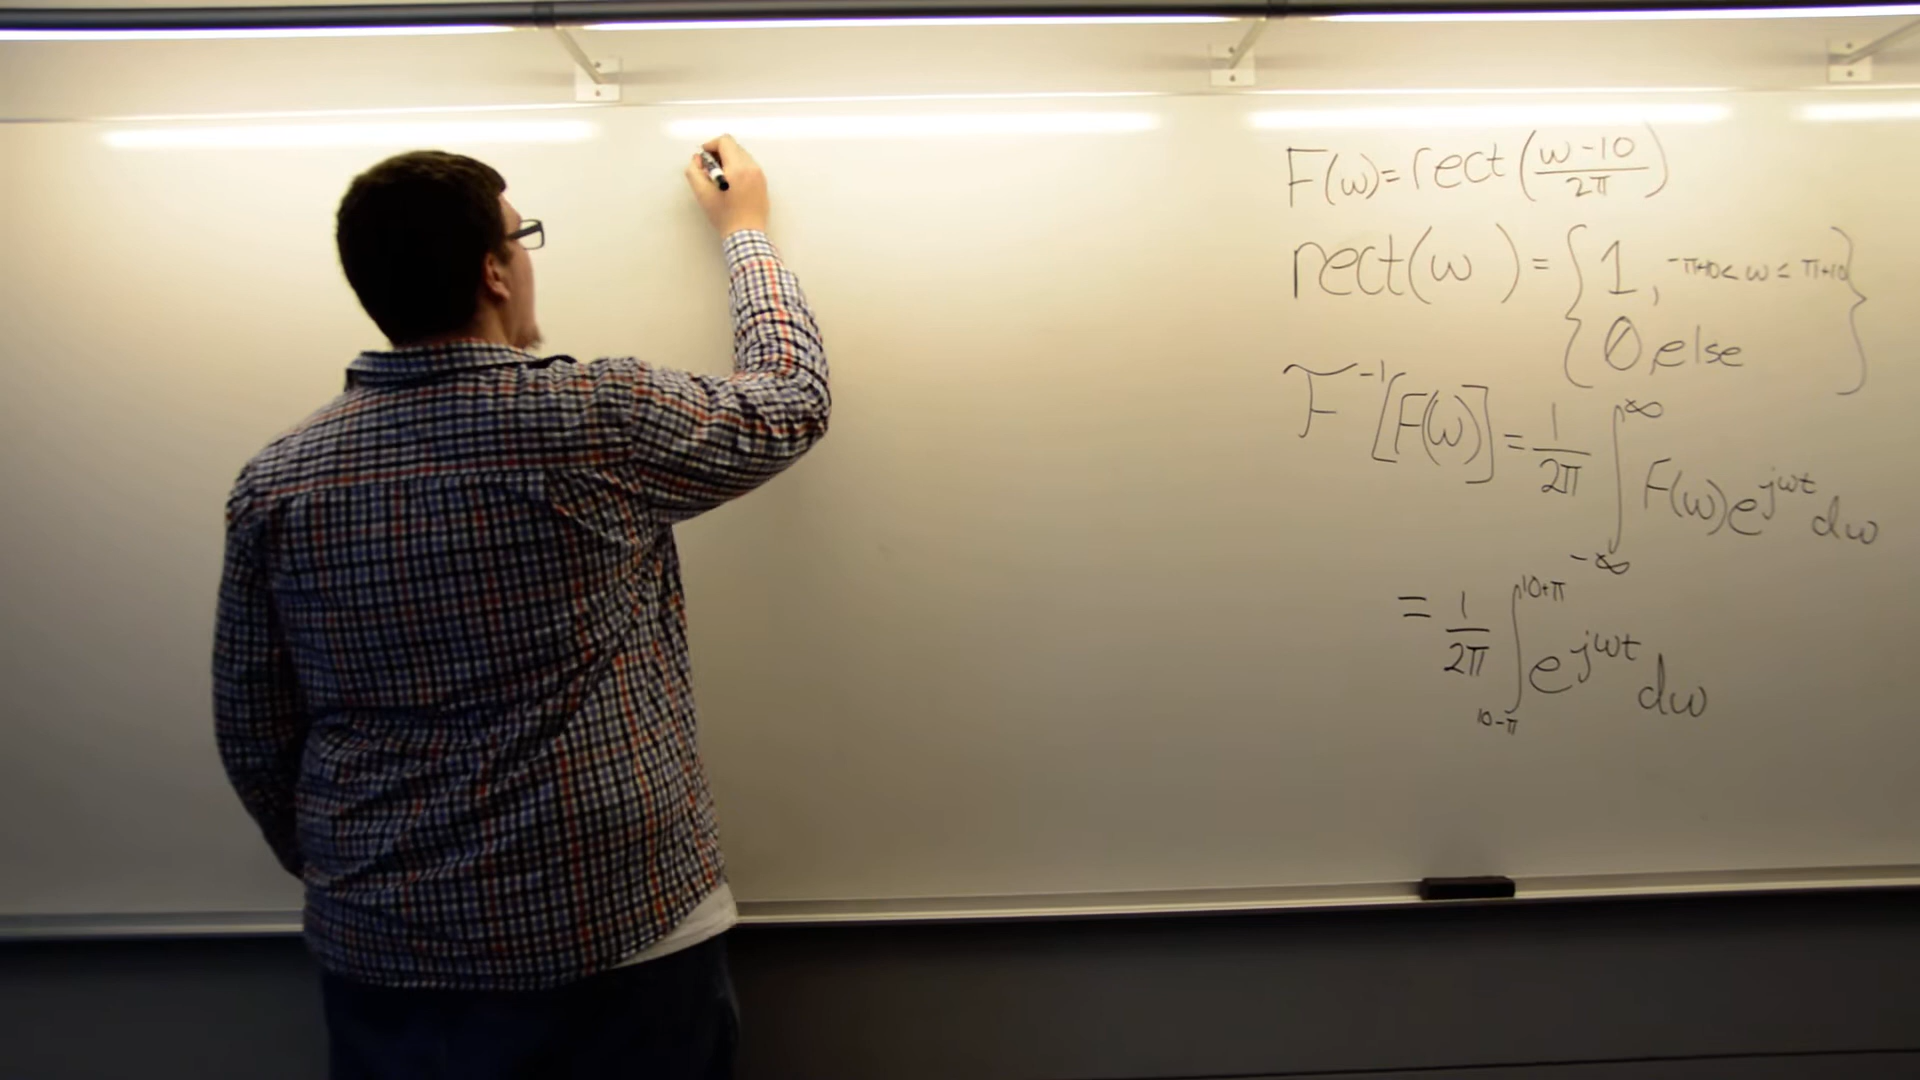 F(ω)=rect(ω-10/2π)
rect(ω )={1, -π+10< ω ≤ π+10}
{0, else}
F⁻¹[F(ω)]=1/2π ∫_{-∞}^{∞} F(ω)e^{jωt}dω
=1/2π ∫_{10-π}^{10+π} e^{jωt}dω